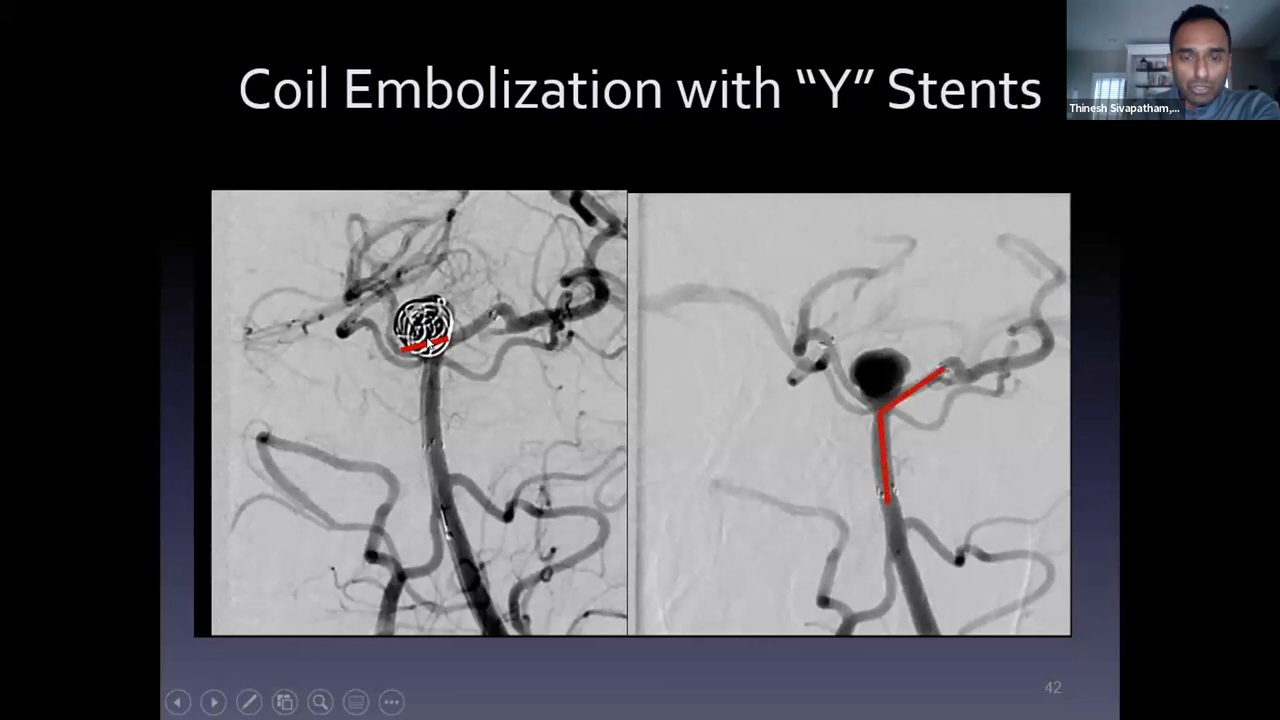 Coil Embolization with “Y” Stents
Thinesh Sivapatham,...
42